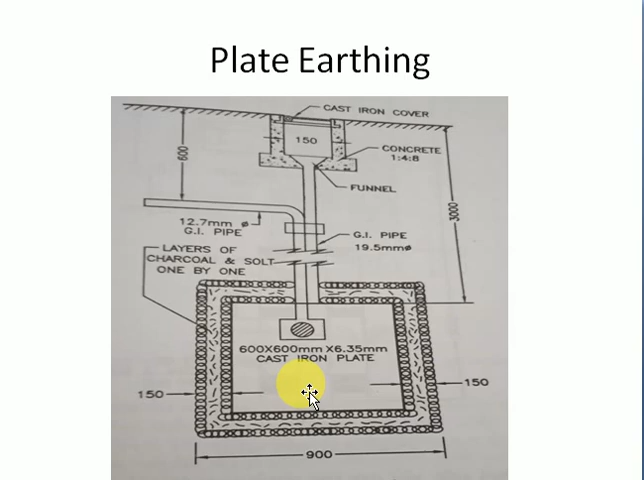 Plate Earthing
CAST IRON COVER
150
CONCRETE
1:4:8
600
FUNNEL
3000
12.7mm ø
G.I. PIPE
G.I. PIPE
19.5mmø
LAYERS OF
CHARCOAL & SOLT
ONE BY ONE
600X600mm X6.35mm
CAST IRON PLATE
150
150
900